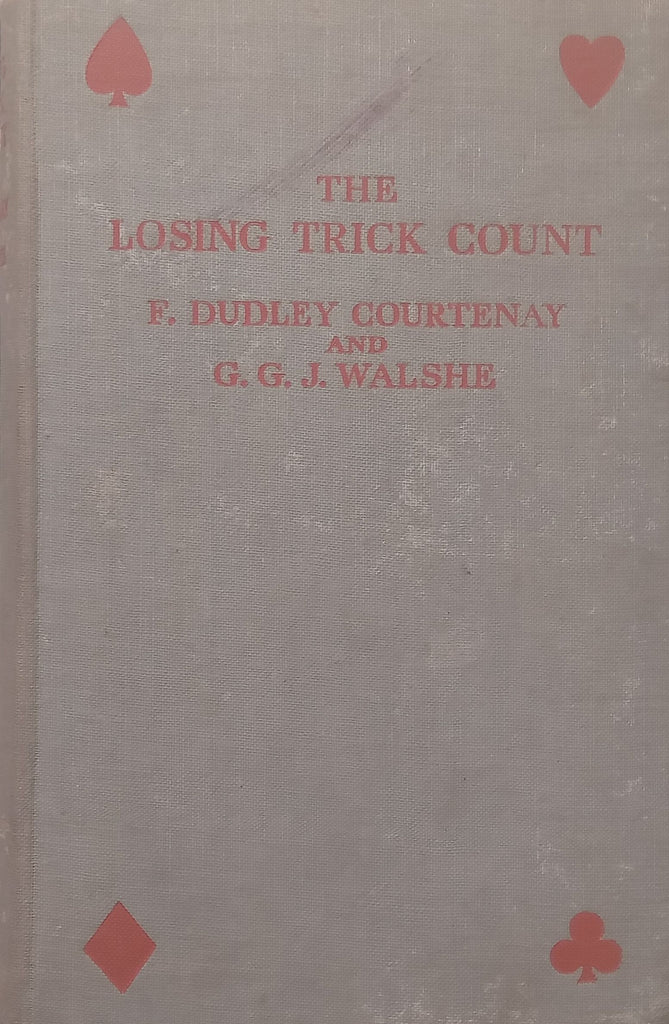 THE
LOSING TRICK COUNT
F. DUDLEY COURTENAY
AND
G. G. J. WALSHE